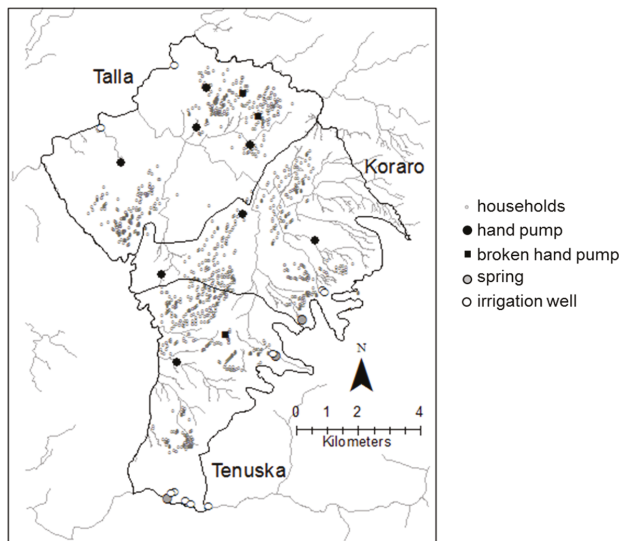 Talla
Koraro
households
hand pump
broken hand pump
spring
irrigation well
N
0 1 2 4
Kilometers
Tenuska